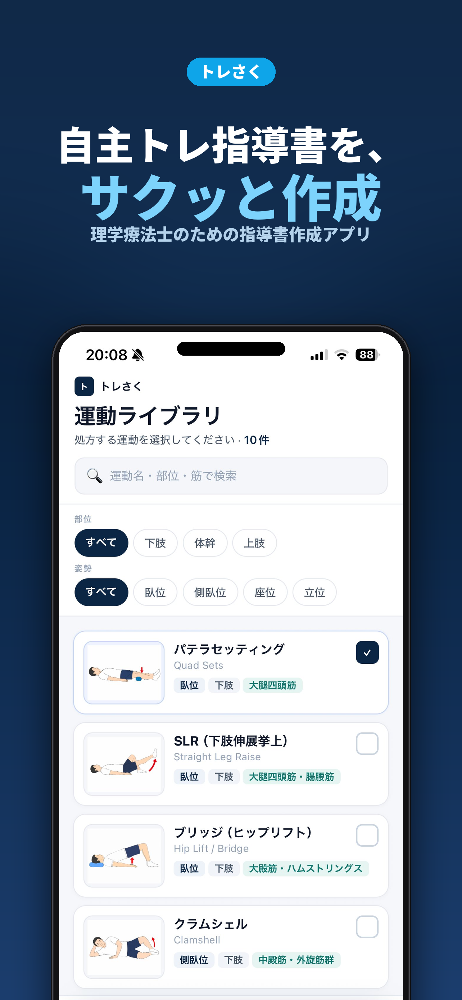 トレさく
自主トレ指導書を、
サクッと作成
理学療法士のための指導書作成アプリ
20:08
88
ト トレさく
運動ライブラリ
処方する運動を選択してください · 10件
運動名・部位・筋で検索
部位
すべて 下肢 体幹 上肢
姿勢
すべて 臥位 側臥位 座位 立位
パテラセッティング
Quad Sets
臥位 下肢 大腿四頭筋
SLR（下肢伸展挙上）
Straight Leg Raise
臥位 下肢 大腿四頭筋・腸腰筋
ブリッジ（ヒップリフト）
Hip Lift / Bridge
臥位 下肢 大殿筋・ハムストリングス
クラムシェル
Clamshell
側臥位 下肢 中殿筋・外旋筋群